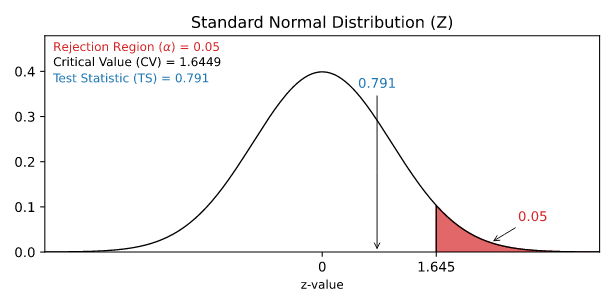 Standard Normal Distribution (Z)
Rejection Region (α) = 0.05
Critical Value (CV) = 1.6449
Test Statistic (TS) = 0.791
0.791
0.05
0.4
0.3
0.2
0.1
0.0
0
1.645
z-value